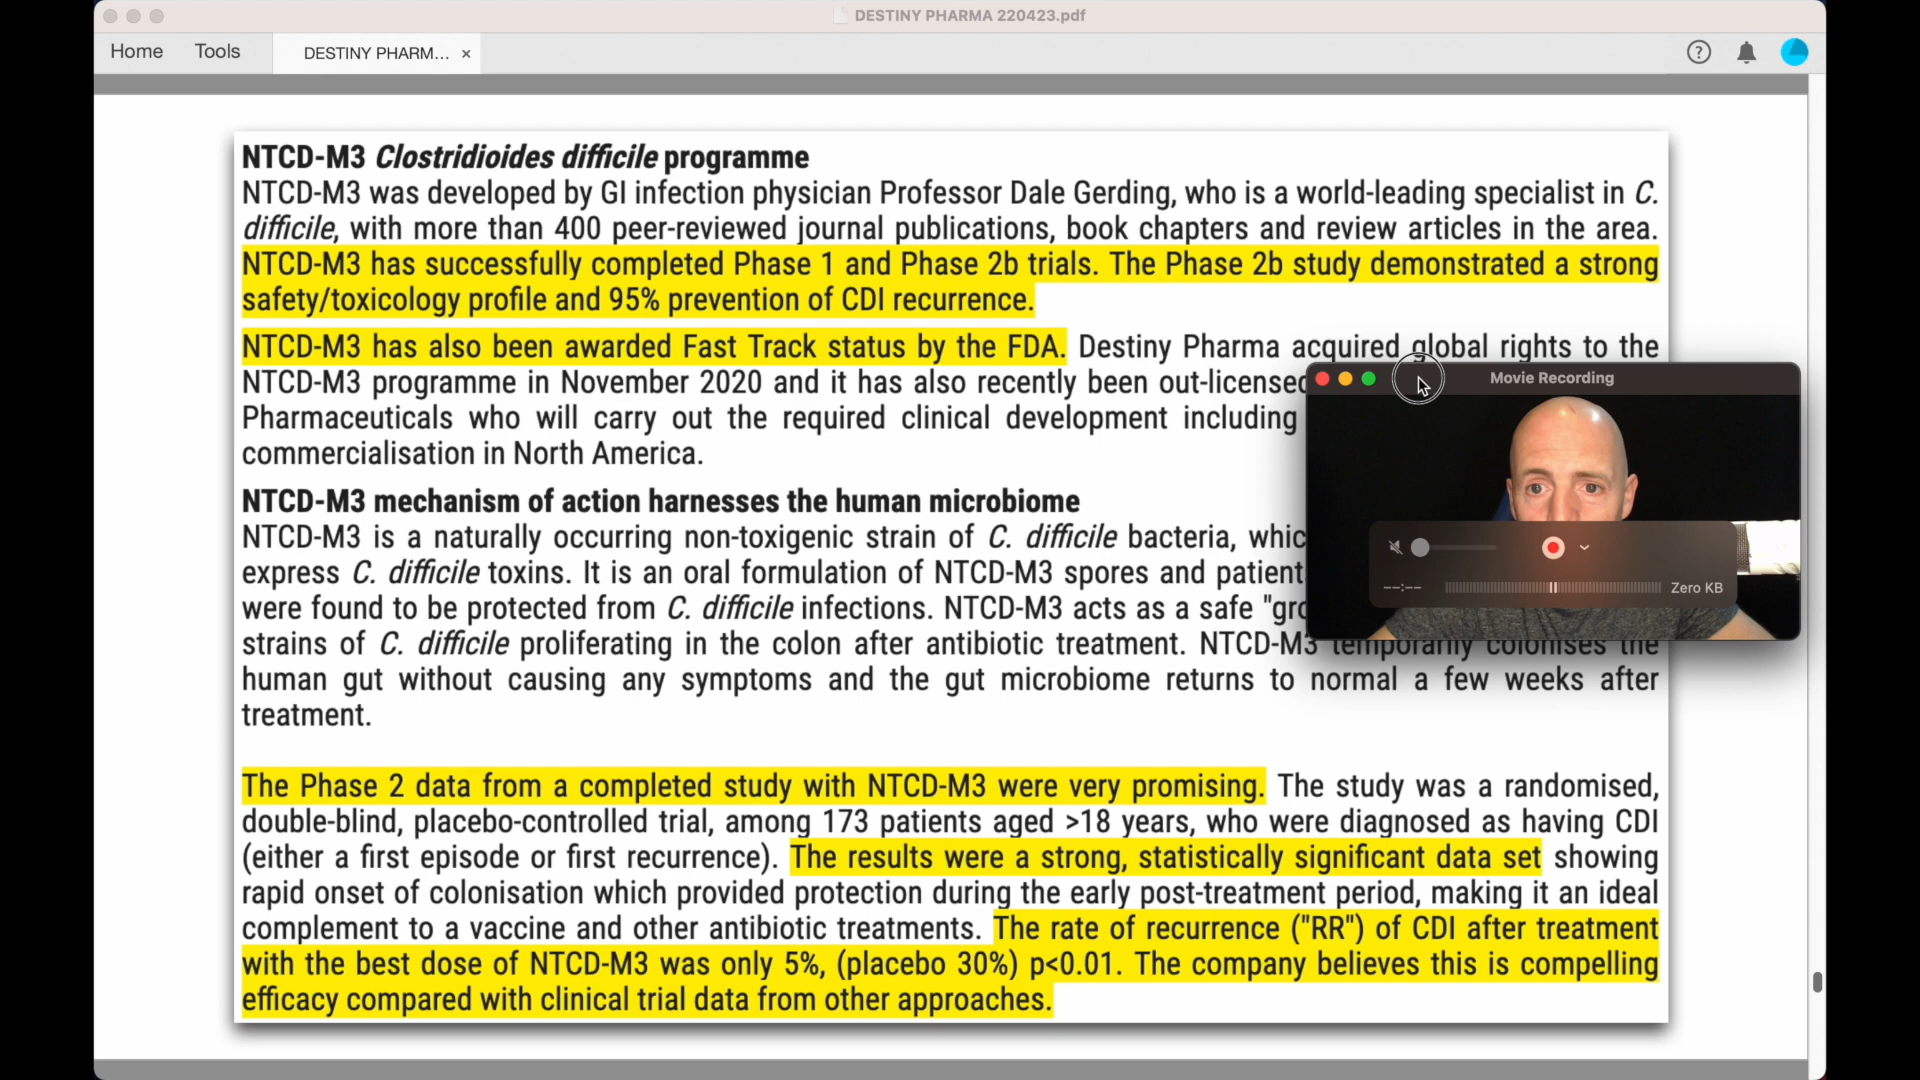 DESTINY PHARMA 220423.pdf
Home
Tools
DESTINY PHARM... ×
NTCD-M3 Clostridioides difficile programme
NTCD-M3 was developed by GI infection physician Professor Dale Gerding, who is a world-leading specialist in C.
difficile, with more than 400 peer-reviewed journal publications, book chapters and review articles in the area.
NTCD-M3 has successfully completed Phase 1 and Phase 2b trials. The Phase 2b study demonstrated a strong
safety/toxicology profile and 95% prevention of CDI recurrence.
NTCD-M3 has also been awarded Fast Track status by the FDA. Destiny Pharma acquired global rights to the
NTCD-M3 programme in November 2020 and it has also recently been out-licensed
Pharmaceuticals who will carry out the required clinical development including
commercialisation in North America.
Movie Recording
--:--
Zero KB
NTCD-M3 mechanism of action harnesses the human microbiome
NTCD-M3 is a naturally occurring non-toxigenic strain of C. difficile bacteria,
express C. difficile toxins. It is an oral formulation of NTCD-M3 spores and
were found to be protected from C. difficile infections. NTCD-M3 acts as a safe
strains of C. difficile proliferating in the colon after antibiotic treatment. NTCD-M3 temporarily colonises the
human gut without causing any symptoms and the gut microbiome returns to normal a few weeks after
treatment.
The Phase 2 data from a completed study with NTCD-M3 were very promising. The study was a randomised,
double-blind, placebo-controlled trial, among 173 patients aged >18 years, who were diagnosed as having CDI
(either a first episode or first recurrence). The results were a strong, statistically significant data set showing
rapid onset of colonisation which provided protection during the early post-treatment period, making it an ideal
complement to a vaccine and other antibiotic treatments. The rate of recurrence ("RR") of CDI after treatment
with the best dose of NTCD-M3 was only 5%, (placebo 30%) p<0.01. The company believes this is compelling
efficacy compared with clinical trial data from other approaches.